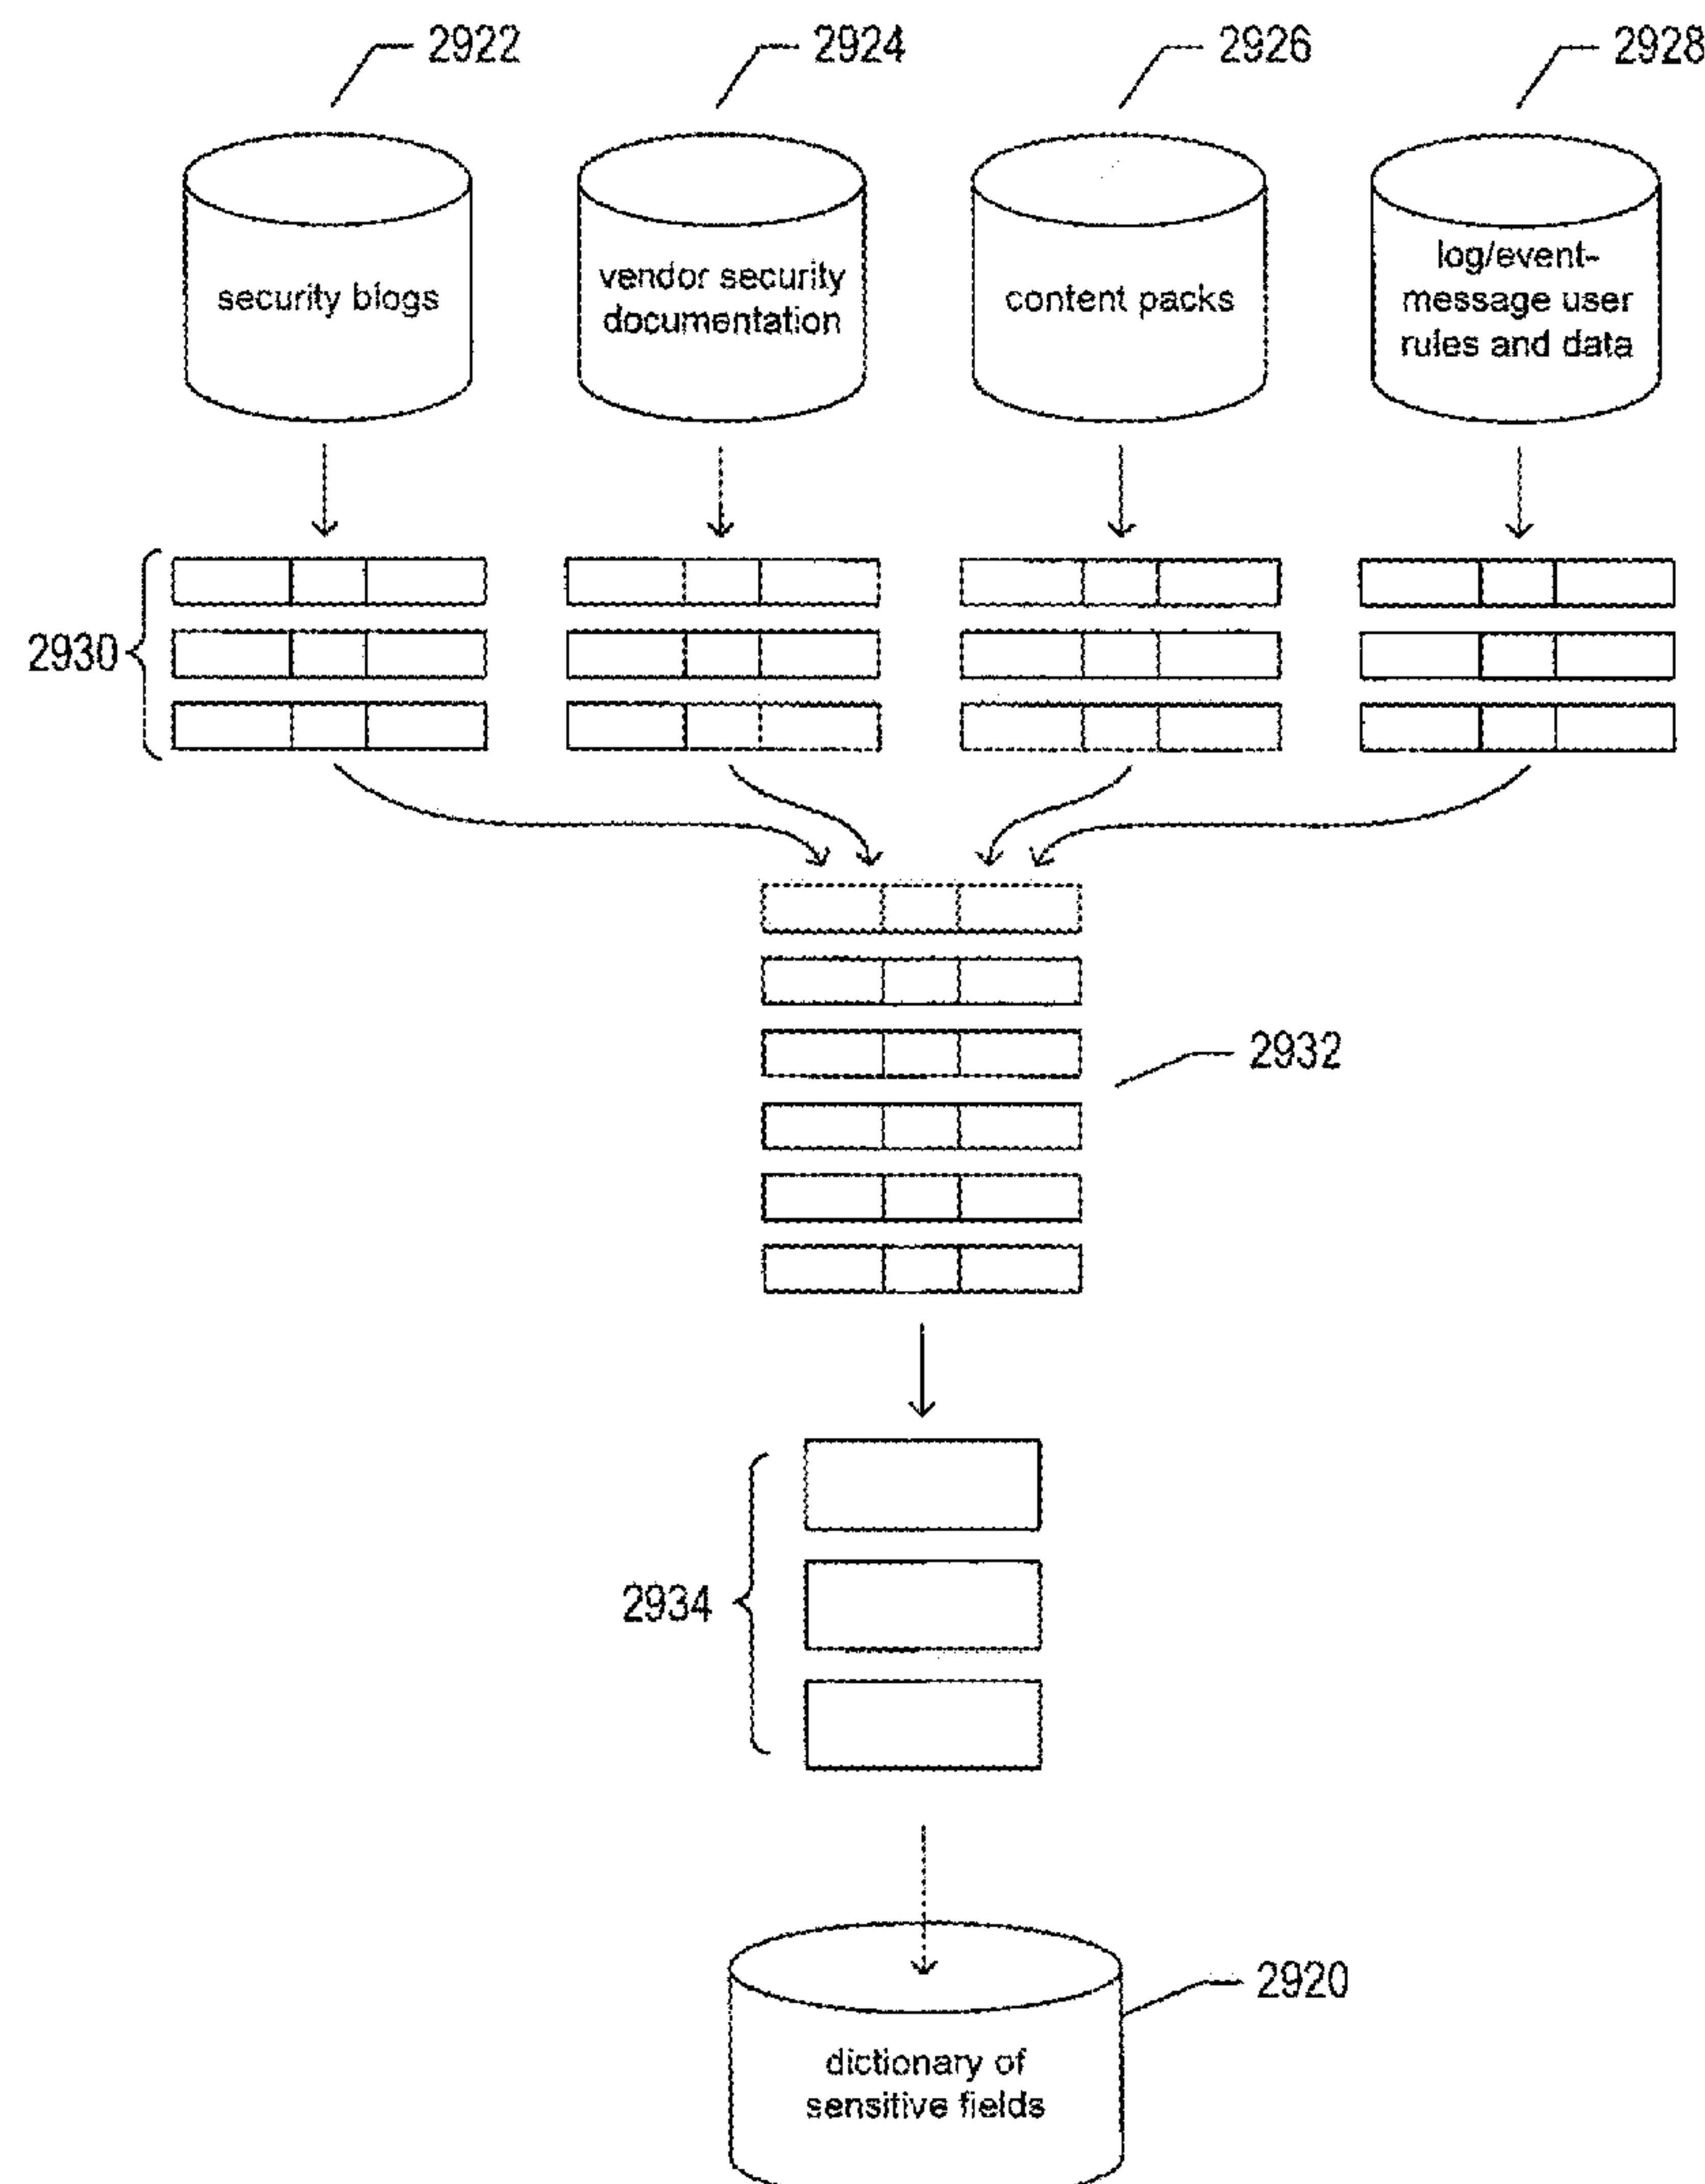 2922
2924
2926
2928
security blogs
vendor security
documentation
content packs
log/event-
message user
rules and data
2930
2932
2934
2920
dictionary of
sensitive fields